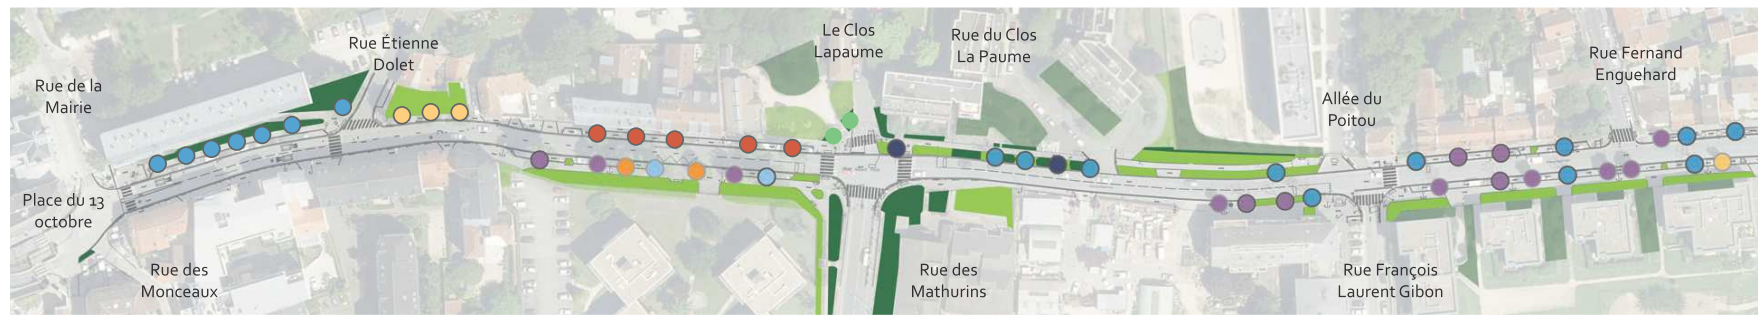 Rue de la
Mairie
Rue Étienne
Dolet
Le Clos
Lapaume
Rue du Clos
La Paume
Allée du
Poitou
Rue Fernand
Enguehard
Place du 13
octobre
Rue des
Monceaux
Rue des
Mathurins
Rue François
Laurent Gibon